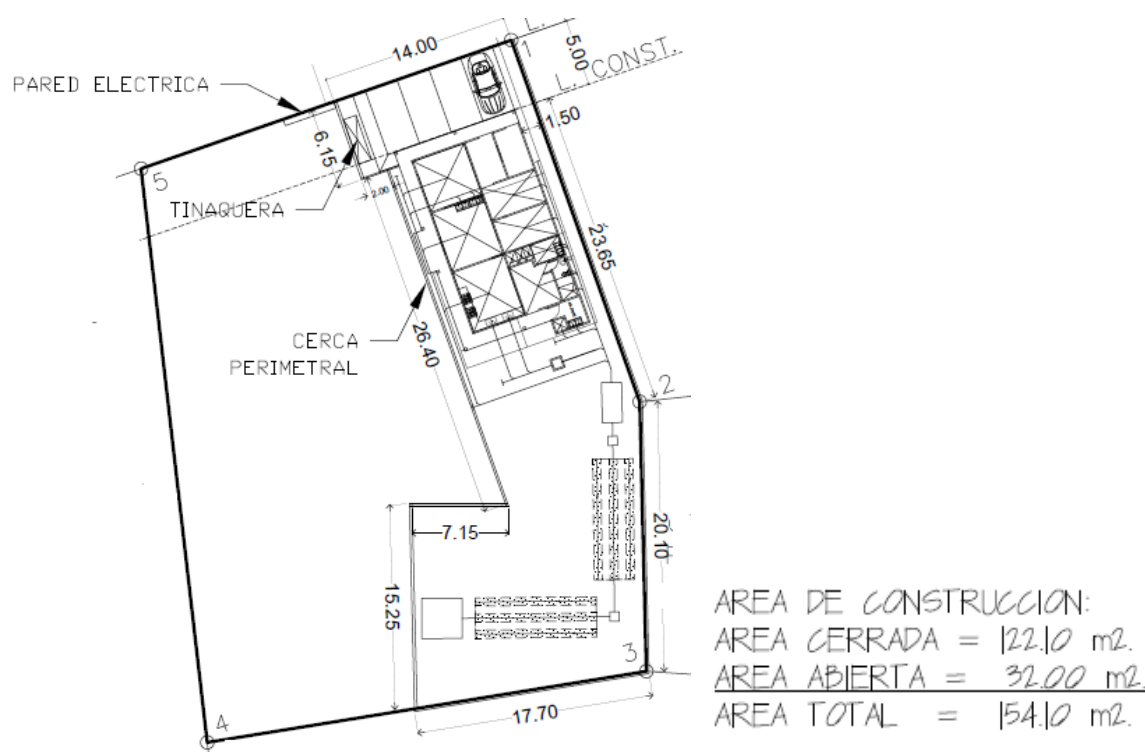 L.
14.00
1
5.00
L. CONST.
PARED ELECTRICA
1.50
6.15
5
2.00
TINAQUERA
23.65
CERCA
PERIMETRAL
26.40
2
7.15
20.10
15.25
3
17.70
4
AREA DE CONSTRUCCION:
AREA CERRADA = 122.10 m2.
AREA ABIERTA = 32.00 m2.
AREA TOTAL = 154.10 m2.